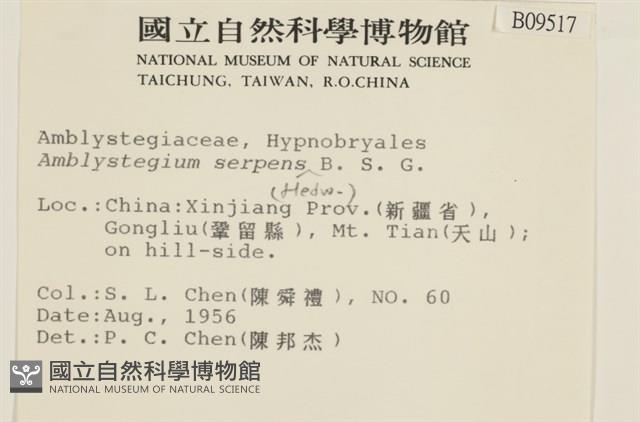 國立自然科學博物館
B09517
NATIONAL MUSEUM OF NATURAL SCIENCE
TAICHUNG, TAIWAN, R.O.CHINA
Amblystegiaceae, Hypnobryales
Amblystegium serpens B. S. G.
(Hedw.)
Loc.:China:Xinjiang Prov.(新疆省),
Gongliu(鞏留縣), Mt. Tian(天山);
on hill-side.
Col.:S. L. Chen(陳舜禮), NO. 60
Date:Aug., 1956
Det.:P. C. Chen(陳邦杰)
國立自然科學博物館
NATIONAL MUSEUM OF NATURAL SCIENCE